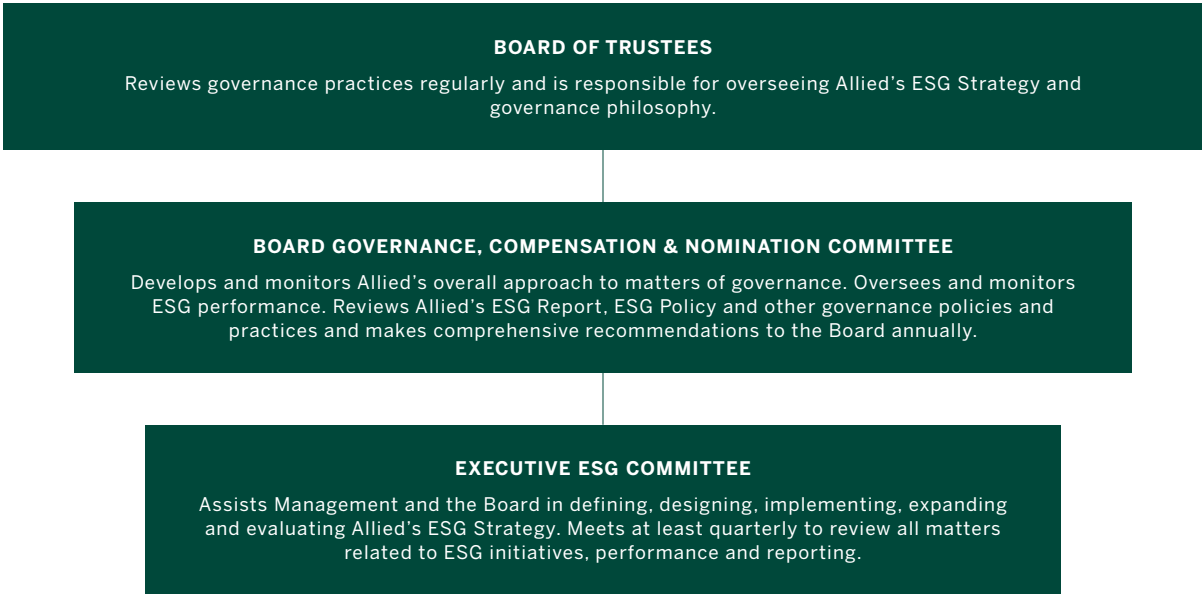 BOARD OF TRUSTEES
Reviews governance practices regularly and is responsible for overseeing Allied’s ESG Strategy and
governance philosophy.
BOARD GOVERNANCE, COMPENSATION & NOMINATION COMMITTEE
Develops and monitors Allied’s overall approach to matters of governance. Oversees and monitors
ESG performance. Reviews Allied’s ESG Report, ESG Policy and other governance policies and
practices and makes comprehensive recommendations to the Board annually.
EXECUTIVE ESG COMMITTEE
Assists Management and the Board in defining, designing, implementing, expanding
and evaluating Allied’s ESG Strategy. Meets at least quarterly to review all matters
related to ESG initiatives, performance and reporting.